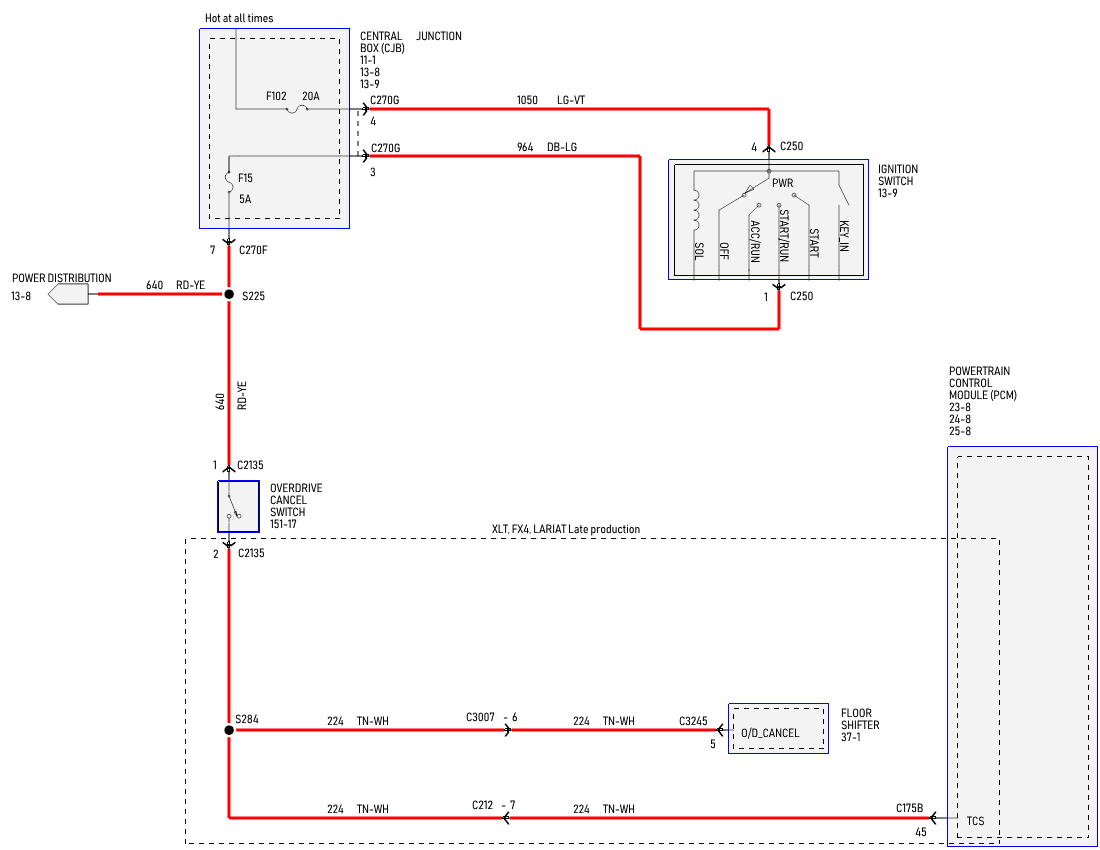 Hot at all times
CENTRAL JUNCTION
BOX (CJB)
11-1
13-8
13-9
F102 20A
C270G
4
1050 LG-VT
C270G
3
964 DB-LG
F15
5A
4 C250
IGNITION
SWITCH
13-9
PWR
SOL
OFF
ACC/RUN
START/RUN
START
KEY_IN
1 C250
7 C270F
POWER DISTRIBUTION
13-8
640 RD-YE
S225
640 RD-YE
1 C2135
OVERDRIVE
CANCEL
SWITCH
151-17
2 C2135
XLT, FX4, LARIAT Late production
POWERTRAIN
CONTROL
MODULE (PCM)
23-8
24-8
25-8
S284
224 TN-WH
C3007 - 6
224 TN-WH
C3245
5
O/D_CANCEL
FLOOR
SHIFTER
37-1
224 TN-WH
C212 - 7
224 TN-WH
C175B
45
TCS